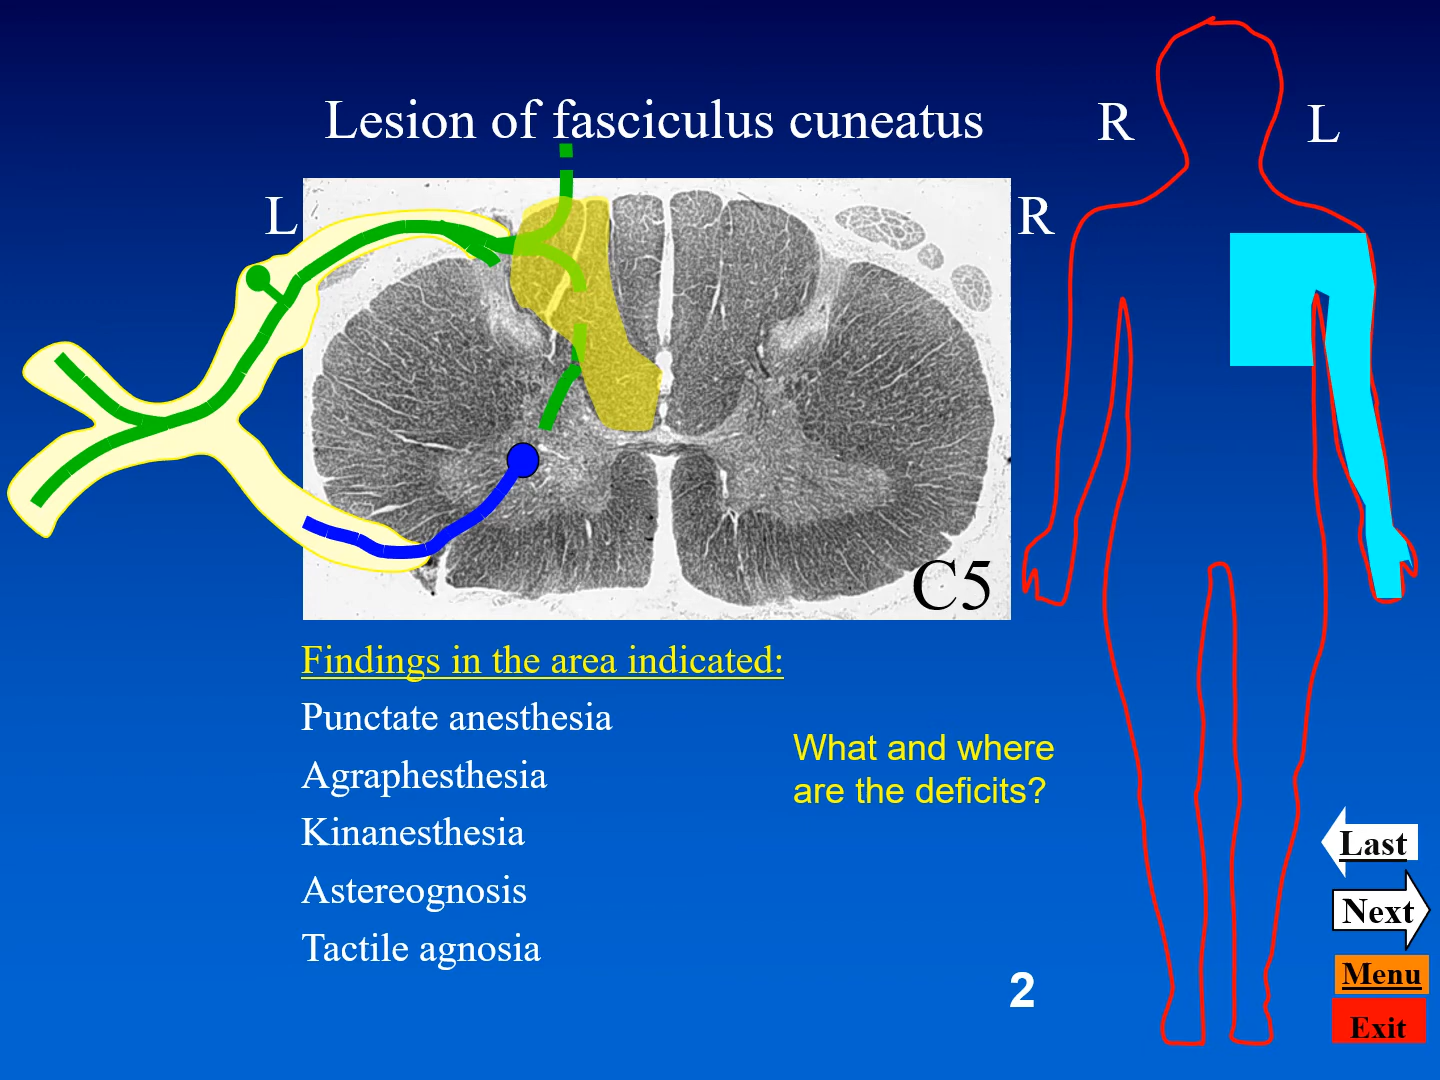 Lesion of fasciculus cuneatus
R
L
L
R
C5
Findings in the area indicated:
Punctate anesthesia
Agraphesthesia
Kinanesthesia
Astereognosis
Tactile agnosia
What and where
are the deficits?
2
Last
Next
Menu
Exit